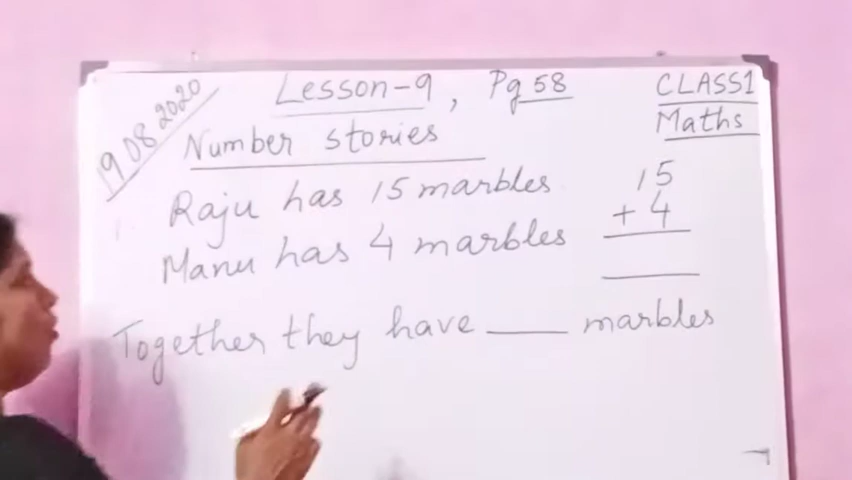 19 08 2020
Lesson-9, Pg 58
CLASS1
Maths
Number stories
Raju has 15 marbles
Manu has 4 marbles
15
+ 4
Together they have ____ marbles